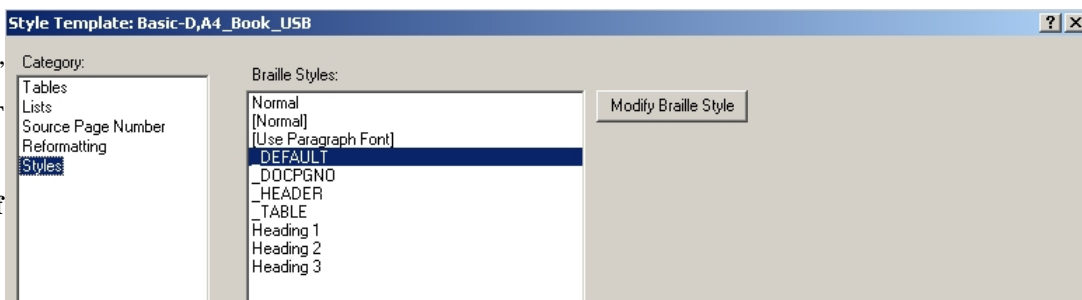 Style Template: Basic-D,A4_Book_USB
Category:
Tables
Lists
Source Page Number
Reformatting
Styles
Braille Styles:
Normal
[Normal]
[Use Paragraph Font]
_DEFAULT
_DOCPGNO
_HEADER
_TABLE
Heading 1
Heading 2
Heading 3
Modify Braille Style